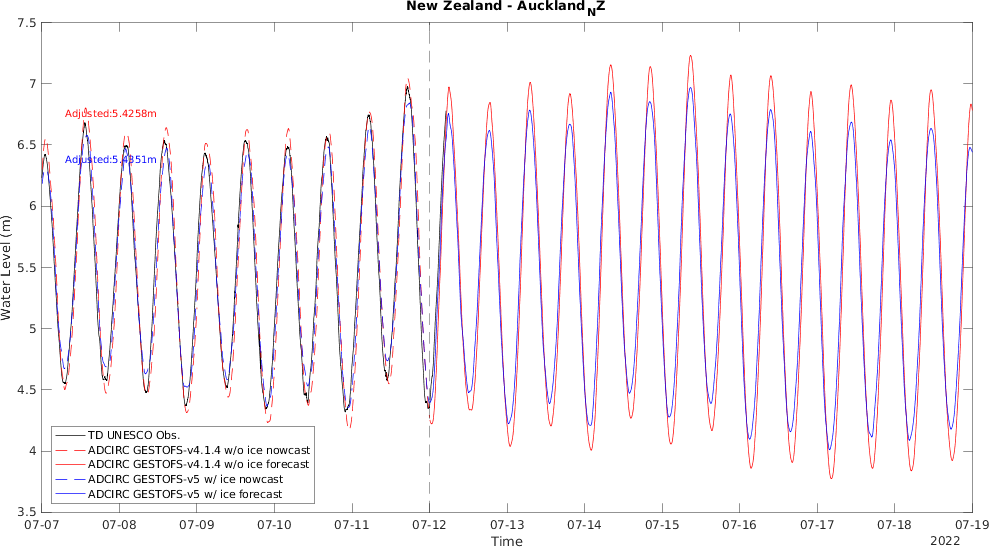 New Zealand - Auckland_NZ
7.5
7
6.5
6
5.5
5
4.5
4
3.5
Water Level (m)
Adjusted:5.4258m
Adjusted:5.4351m
TD UNESCO Obs.
ADCIRC GESTOFS-v4.1.4 w/o ice nowcast
ADCIRC GESTOFS-v4.1.4 w/o ice forecast
ADCIRC GESTOFS-v5 w/ ice nowcast
ADCIRC GESTOFS-v5 w/ ice forecast
07-07 07-08 07-09 07-10 07-11 07-12 07-13 07-14 07-15 07-16 07-17 07-18 07-19
Time
2022